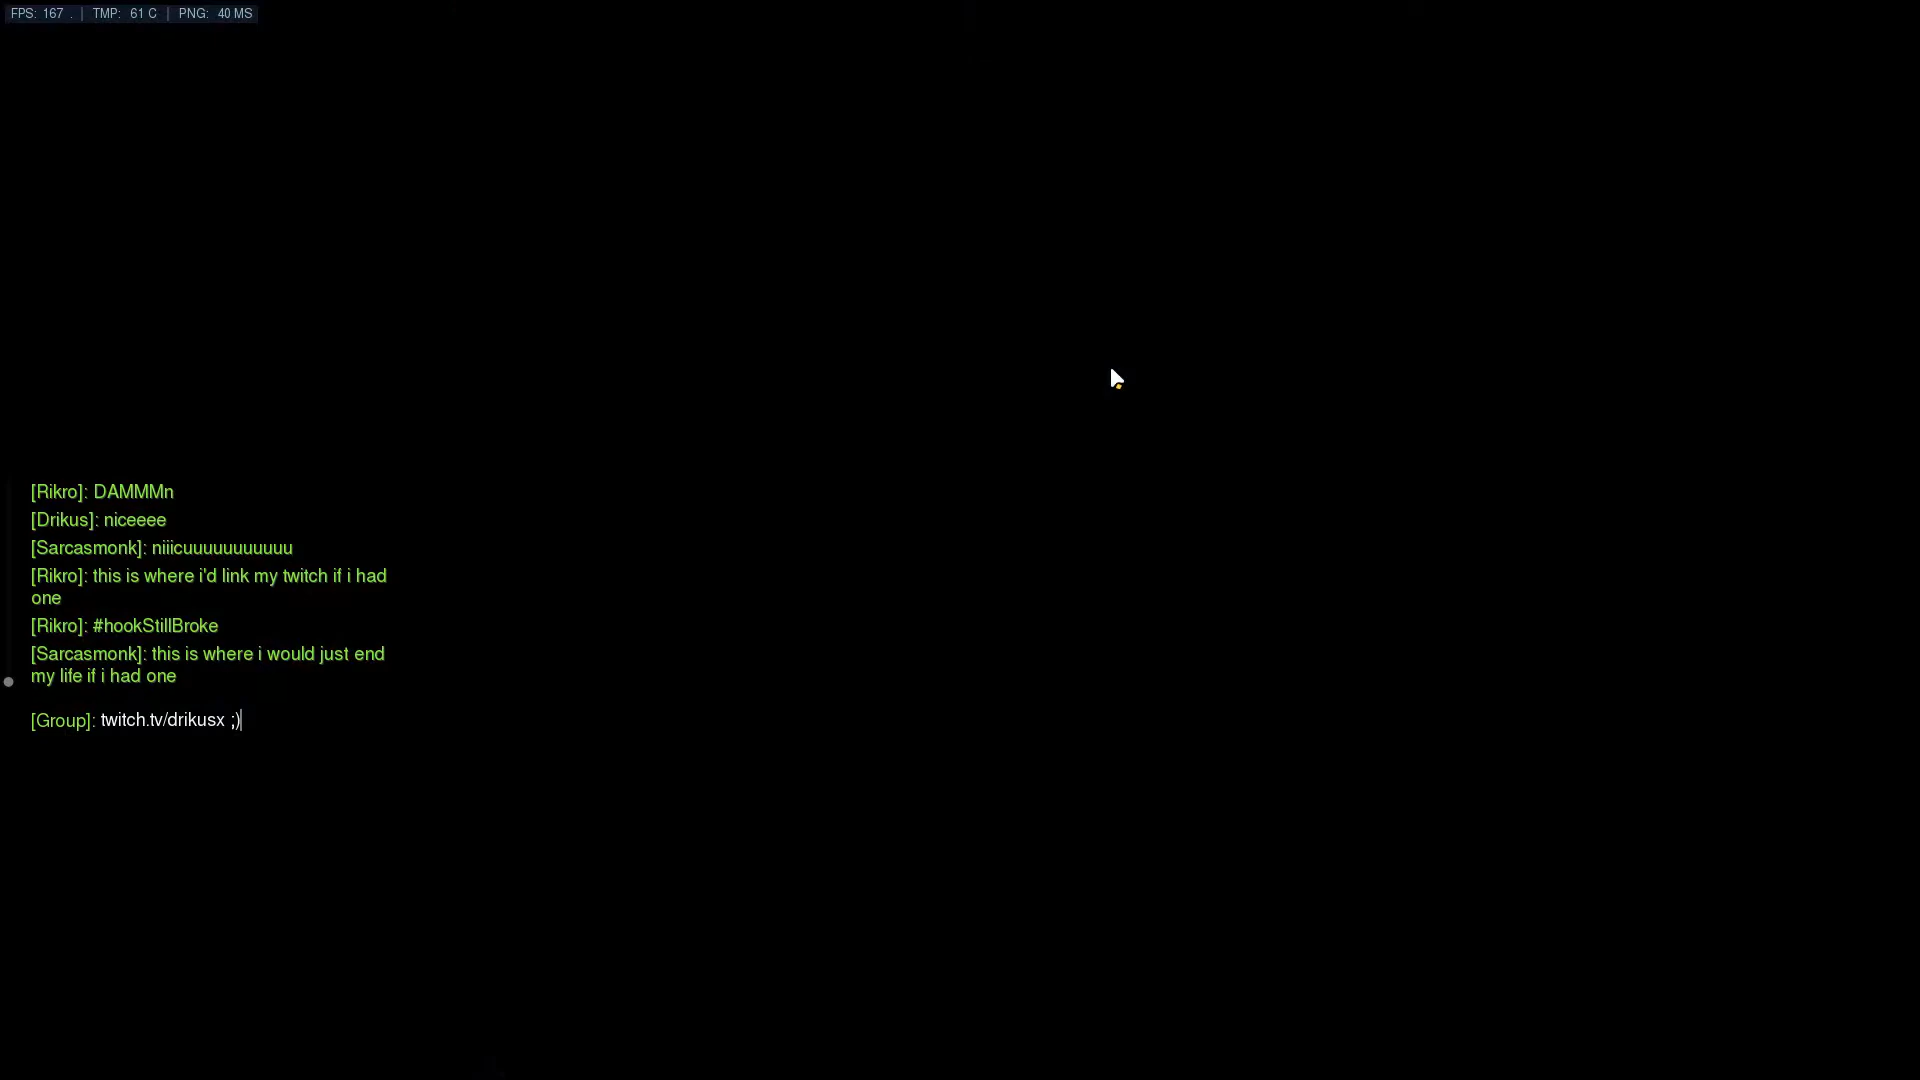 FPS: 167 . | TMP: 61 C | PNG: 40 MS
[Rikro]: DAMMMn
[Drikus]: niceeee
[Sarcasmonk]: niiicuuuuuuuuuuu
[Rikro]: this is where i'd link my twitch if i had
one
[Rikro]: #hookStillBroke
[Sarcasmonk]: this is where i would just end
my life if i had one
[Group]: twitch.tv/drikusx ;)